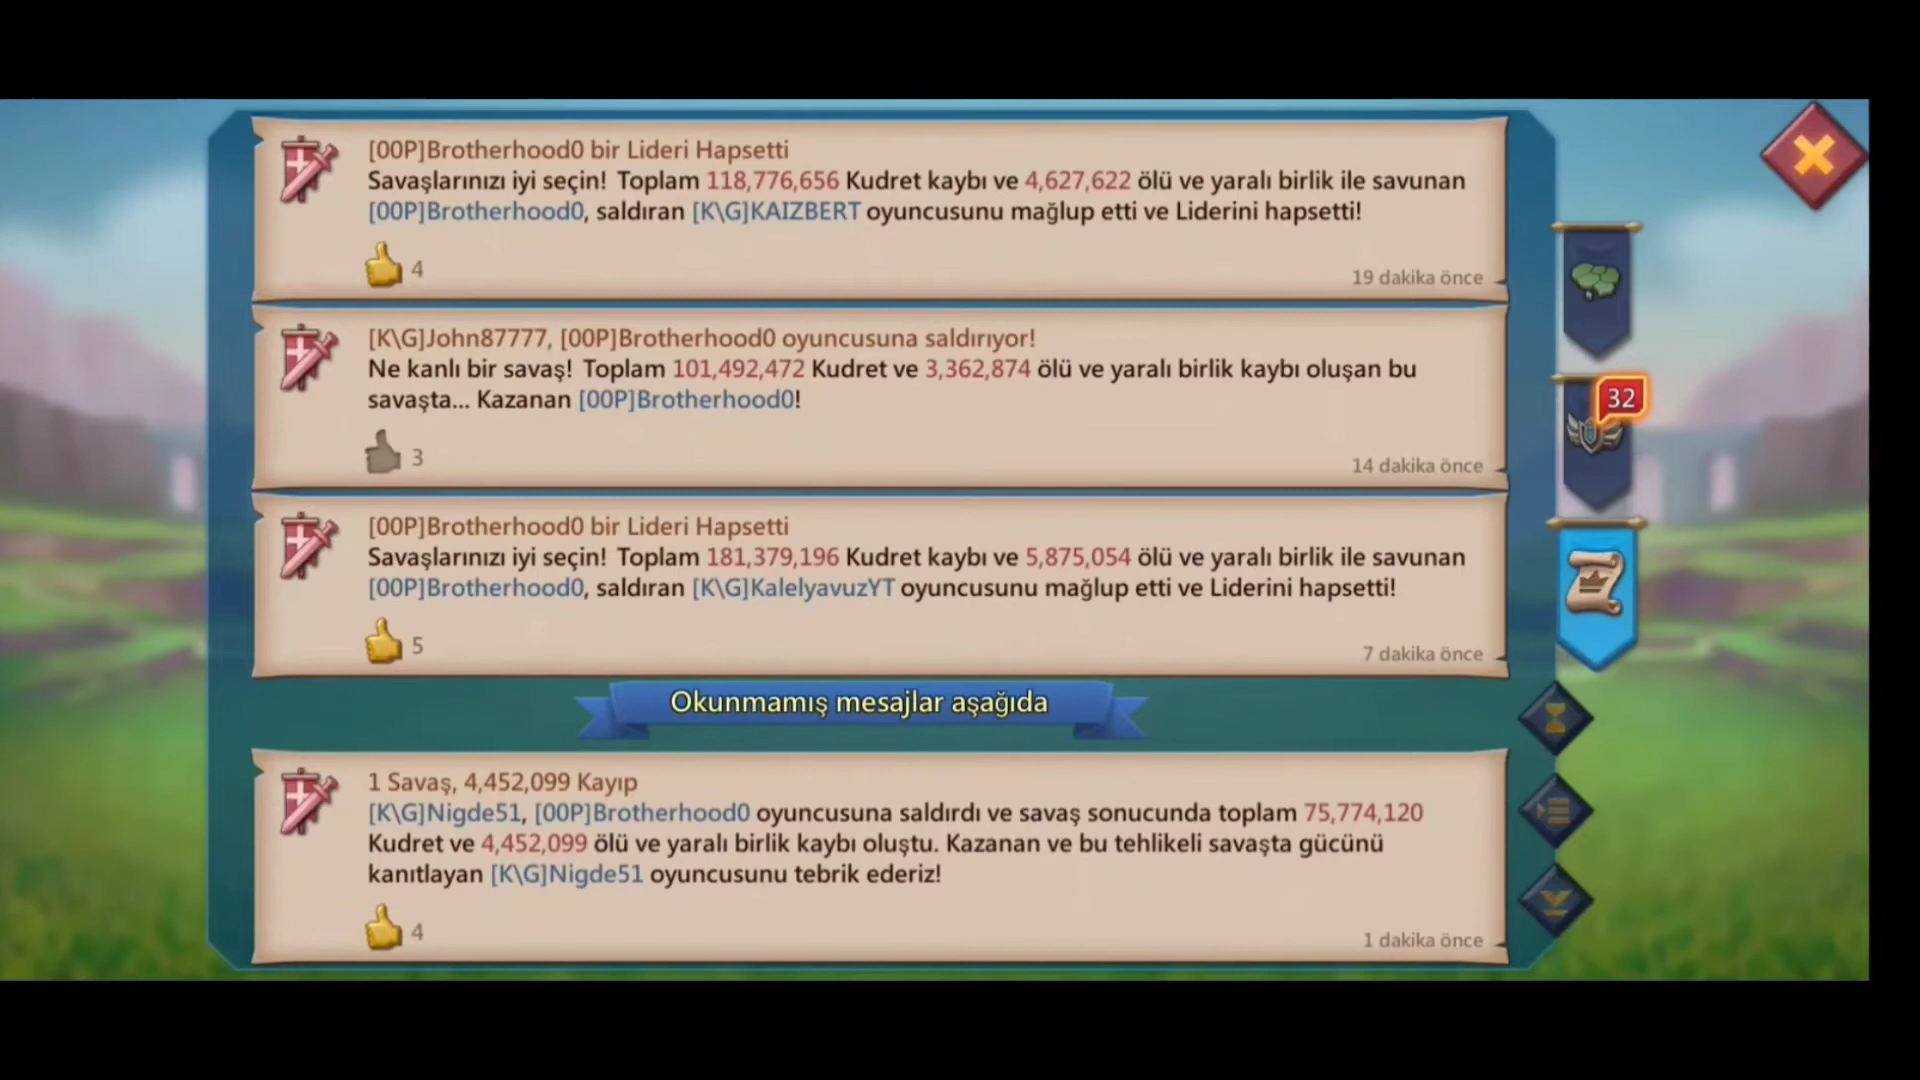 [00P]Brotherhood0 bir Lideri Hapsetti
Savaşlarınızı iyi seçin! Toplam 118,776,656 Kudret kaybı ve 4,627,622 ölü ve yaralı birlik ile savunan
[00P]Brotherhood0, saldıran [K\G]KAIZBERT oyuncusunu mağlup etti ve Liderini hapsetti!
4
19 dakika önce
[K\G]John87777, [00P]Brotherhood0 oyuncusuna saldırıyor!
Ne kanlı bir savaş! Toplam 101,492,472 Kudret ve 3,362,874 ölü ve yaralı birlik kaybı oluşan bu
savaşta... Kazanan [00P]Brotherhood0!
3
14 dakika önce
32
[00P]Brotherhood0 bir Lideri Hapsetti
Savaşlarınızı iyi seçin! Toplam 181,379,196 Kudret kaybı ve 5,875,054 ölü ve yaralı birlik ile savunan
[00P]Brotherhood0, saldıran [K\G]KalelyavuzYT oyuncusunu mağlup etti ve Liderini hapsetti!
5
7 dakika önce
Okunmamış mesajlar aşağıda
1 Savaş, 4,452,099 Kayıp
[K\G]Nigde51, [00P]Brotherhood0 oyuncusuna saldırdı ve savaş sonucunda toplam 75,774,120
Kudret ve 4,452,099 ölü ve yaralı birlik kaybı oluştu. Kazanan ve bu tehlikeli savaşta gücünü
kanıtlayan [K\G]Nigde51 oyuncusunu tebrik ederiz!
4
1 dakika önce